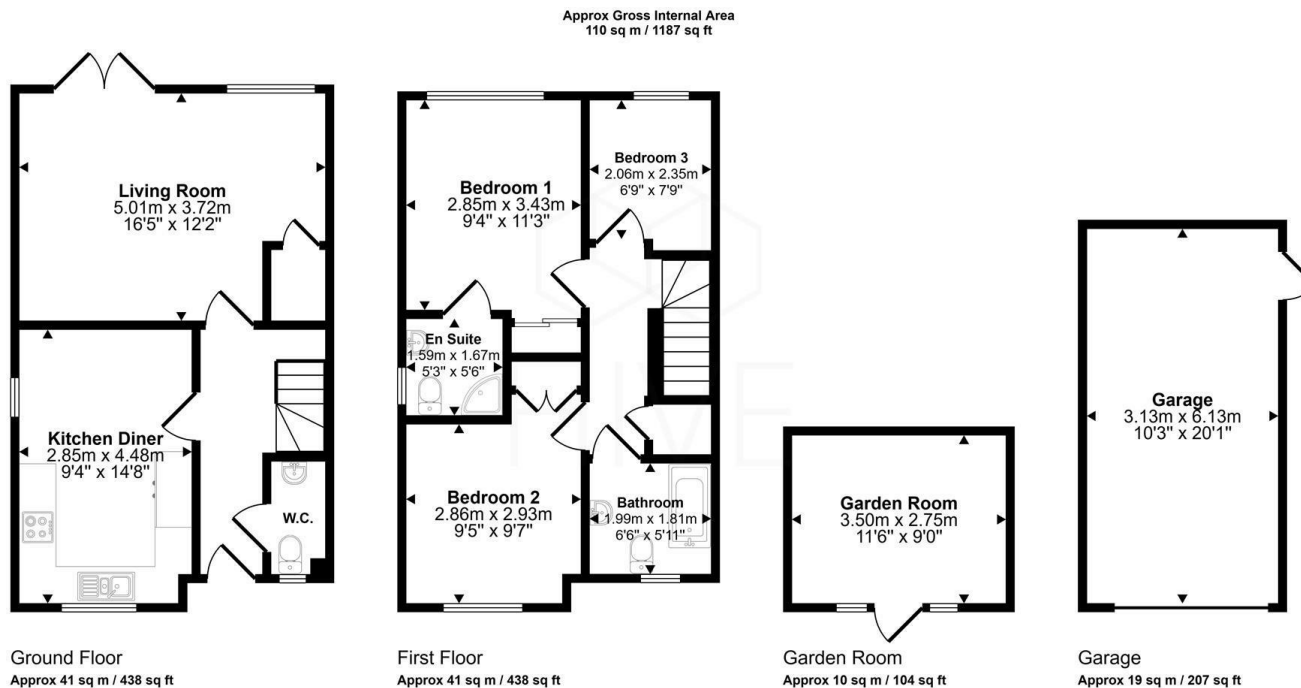 Approx Gross Internal Area
110 sq m / 1187 sq ft
Living Room
5.01m x 3.72m
16'5" x 12'2"
Kitchen Diner
2.85m x 4.48m
9'4" x 14'8"
W.C.
Ground Floor
Approx 41 sq m / 438 sq ft
Bedroom 1
2.85m x 3.43m
9'4" x 11'3"
Bedroom 3
2.06m x 2.35m
6'9" x 7'9"
En Suite
1.59m x 1.67m
5'3" x 5'6"
Bedroom 2
2.86m x 2.93m
9'5" x 9'7"
Bathroom
1.99m x 1.81m
6'6" x 5'11"
HIVE
First Floor
Approx 41 sq m / 438 sq ft
Garden Room
3.50m x 2.75m
11'6" x 9'0"
Garden Room
Approx 10 sq m / 104 sq ft
Garage
3.13m x 6.13m
10'3" x 20'1"
Garage
Approx 19 sq m / 207 sq ft